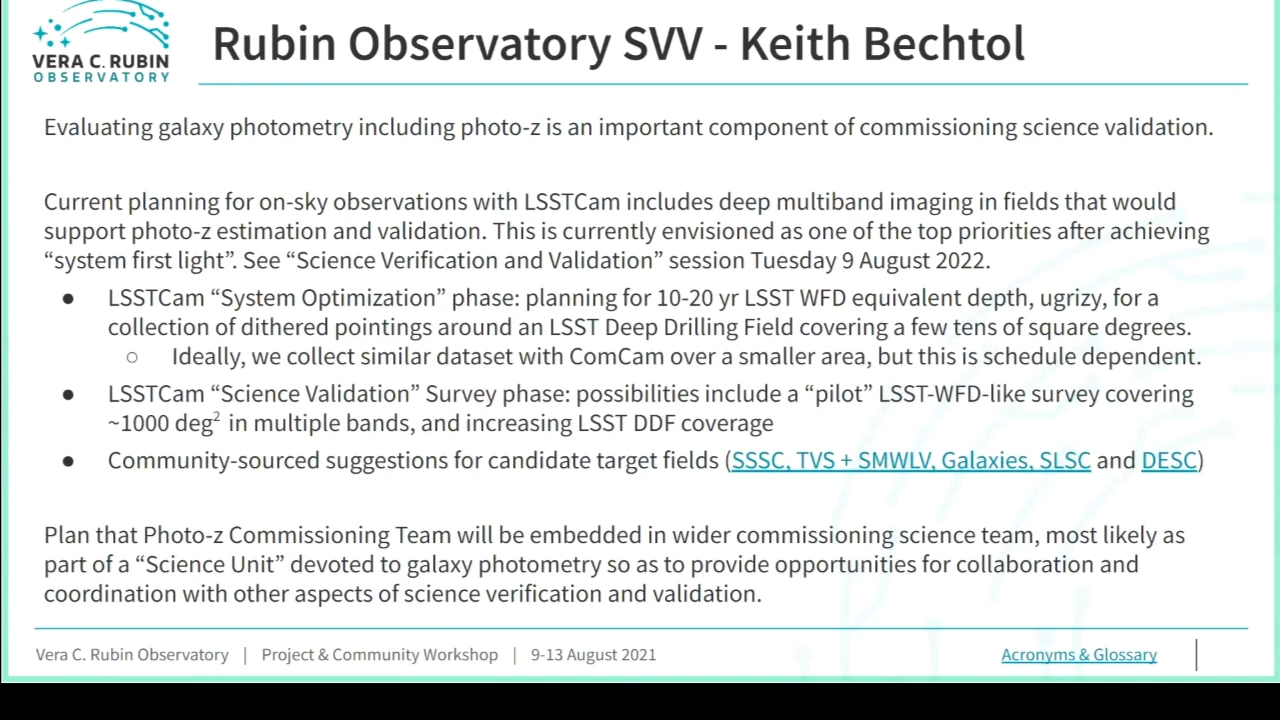 VERA C. RUBIN
OBSERVATORY
Rubin Observatory SVV - Keith Bechtol
Evaluating galaxy photometry including photo-z is an important component of commissioning science validation.
Current planning for on-sky observations with LSSTCam includes deep multiband imaging in fields that would
support photo-z estimation and validation. This is currently envisioned as one of the top priorities after achieving
“system first light”. See “Science Verification and Validation” session Tuesday 9 August 2022.
● LSSTCam “System Optimization” phase: planning for 10-20 yr LSST WFD equivalent depth, ugrizy, for a
collection of dithered pointings around an LSST Deep Drilling Field covering a few tens of square degrees.
○ Ideally, we collect similar dataset with ComCam over a smaller area, but this is schedule dependent.
● LSSTCam “Science Validation” Survey phase: possibilities include a “pilot” LSST-WFD-like survey covering
~1000 deg² in multiple bands, and increasing LSST DDF coverage
● Community-sourced suggestions for candidate target fields (SSSC, TVS + SMWLV, Galaxies, SLSC and DESC)
Plan that Photo-z Commissioning Team will be embedded in wider commissioning science team, most likely as
part of a “Science Unit” devoted to galaxy photometry so as to provide opportunities for collaboration and
coordination with other aspects of science verification and validation.
Vera C. Rubin Observatory | Project & Community Workshop | 9-13 August 2021
Acronyms & Glossary |